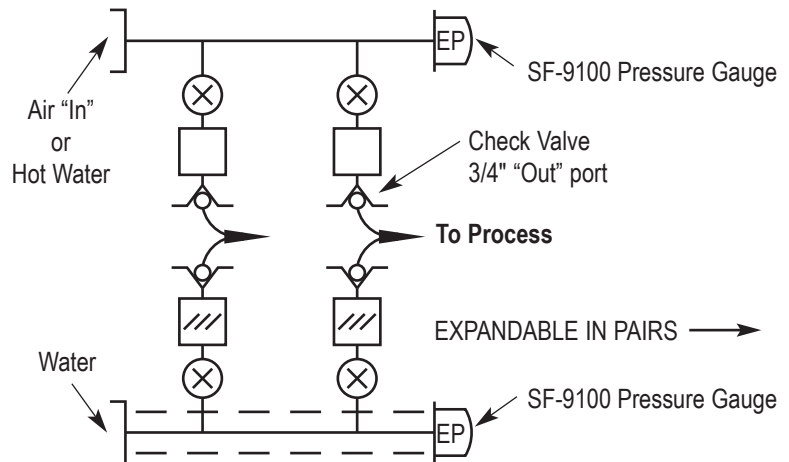 EP
SF-9100 Pressure Gauge
Air “In”
or
Hot Water
Check Valve
3/4" “Out” port
To Process
EXPANDABLE IN PAIRS
Water
SF-9100 Pressure Gauge
EP